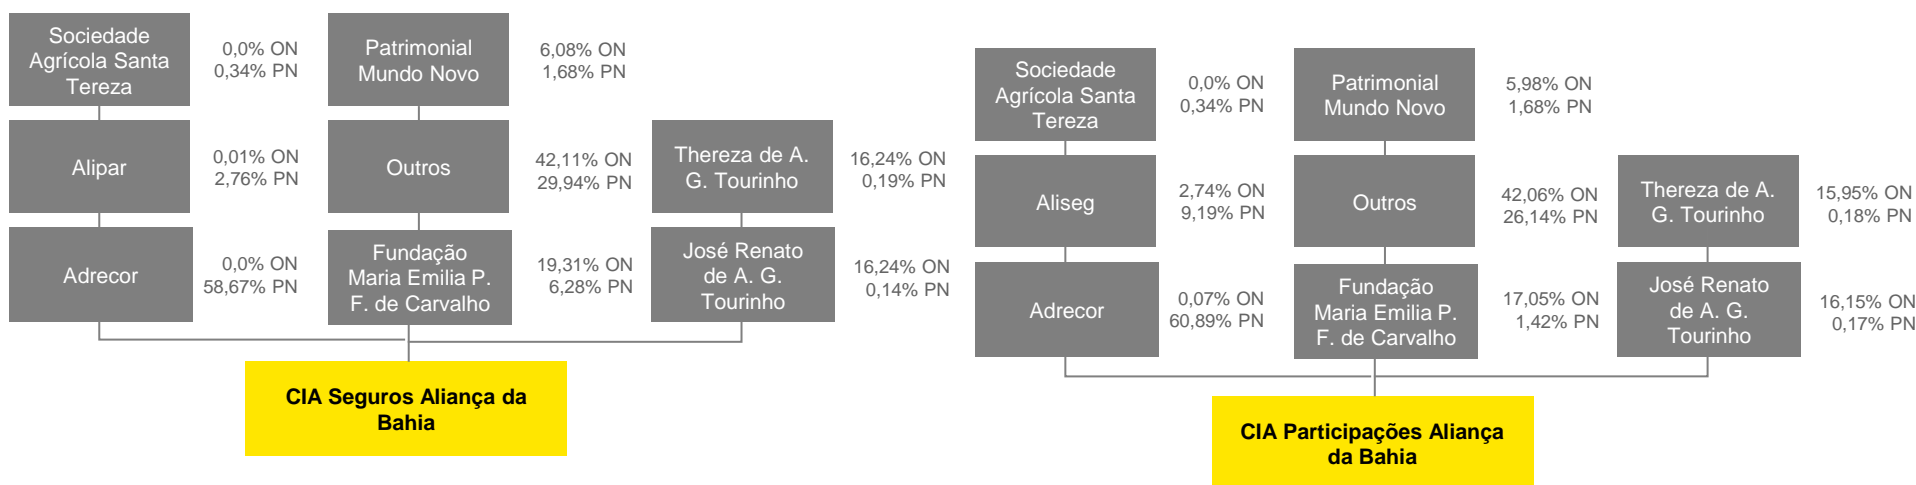 Sociedade
Agrícola Santa
Tereza
0,0% ON
0,34% PN
Patrimonial
Mundo Novo
6,08% ON
1,68% PN
Alipar
0,01% ON
2,76% PN
Outros
42,11% ON
29,94% PN
Thereza de A.
G. Tourinho
16,24% ON
0,19% PN
Adrecor
0,0% ON
58,67% PN
Fundação
Maria Emilia P.
F. de Carvalho
19,31% ON
6,28% PN
José Renato
de A. G.
Tourinho
16,24% ON
0,14% PN
CIA Seguros Aliança da
Bahia
Sociedade
Agrícola Santa
Tereza
0,0% ON
0,34% PN
Patrimonial
Mundo Novo
5,98% ON
1,68% PN
Aliseg
2,74% ON
9,19% PN
Outros
42,06% ON
26,14% PN
Thereza de A.
G. Tourinho
15,95% ON
0,18% PN
Adrecor
0,07% ON
60,89% PN
Fundação
Maria Emilia P.
F. de Carvalho
17,05% ON
1,42% PN
José Renato
de A. G.
Tourinho
16,15% ON
0,17% PN
CIA Participações Aliança
da Bahia